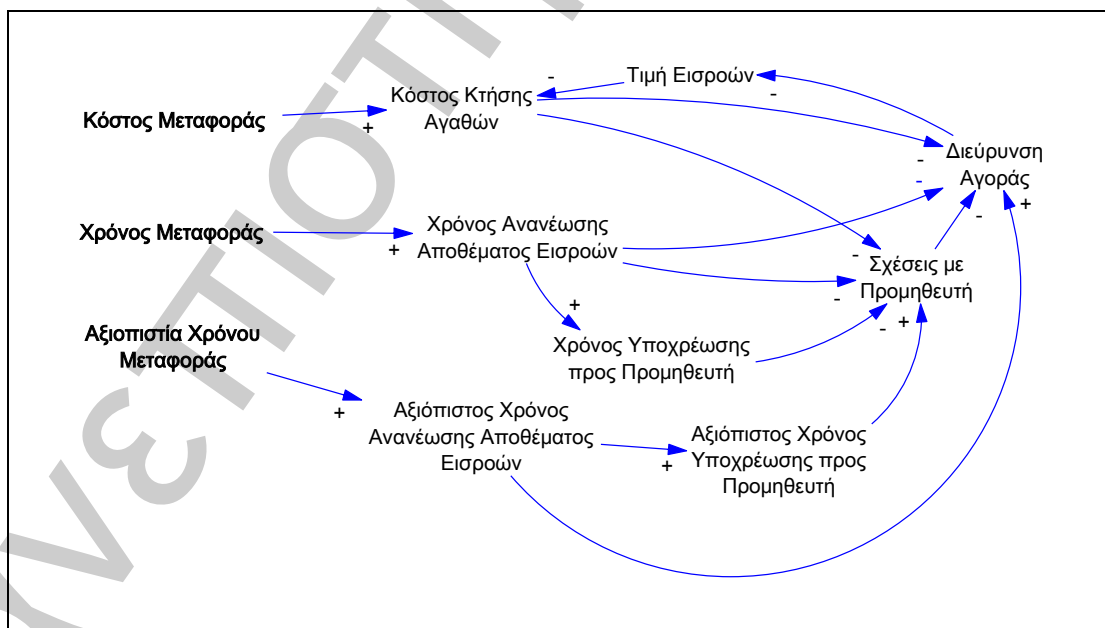 Τιμή Εισροών
Κόστος Κτήσης
Αγαθών
Κόστος Μεταφοράς
Διεύρυνση
Αγοράς
Χρόνος Μεταφοράς
Χρόνος Ανανέωσης
Αποθέματος Εισροών
Σχέσεις με
Προμηθευτή
Αξιοπιστία Χρόνου
Μεταφοράς
Χρόνος Υποχρέωσης
προς Προμηθευτή
Αξιόπιστος Χρόνος
Ανανέωσης Αποθέματος
Εισροών
Αξιόπιστος Χρόνος
Υποχρέωσης προς
Προμηθευτή
-
-
+
-
-
+
+
-
-
-
+
-
+
+
+